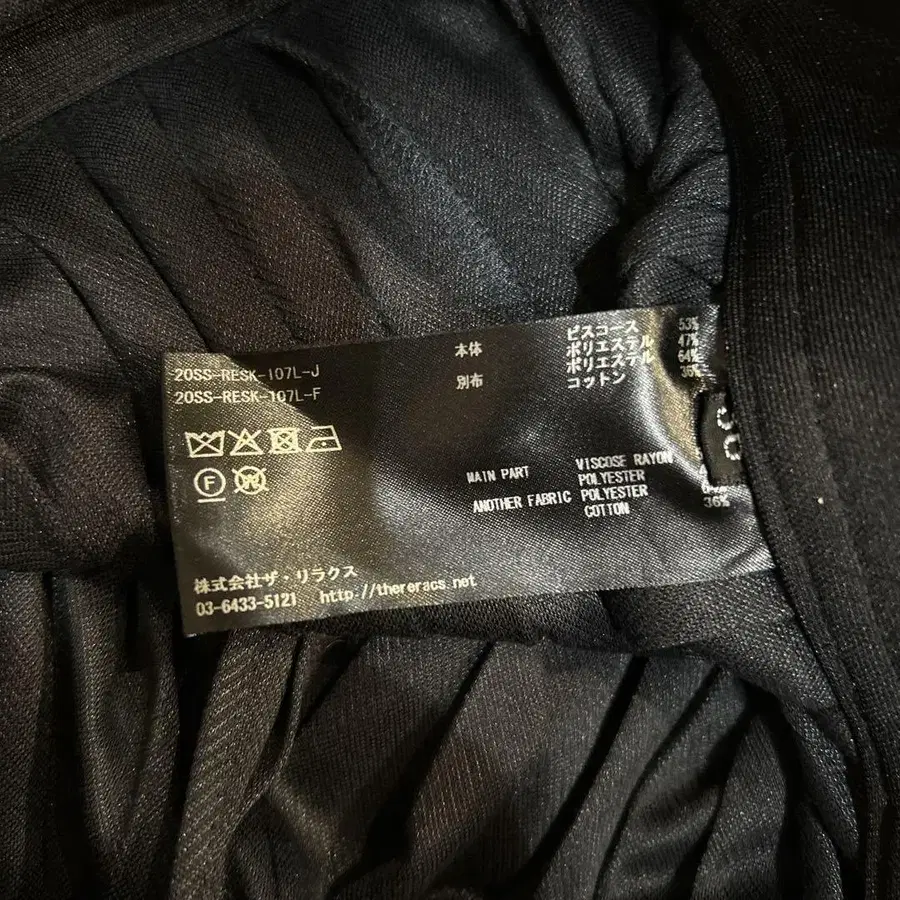 20SS-RESK-107L-J
20SS-RESK-107L-F
本体 ビスコース 53%
ポリエステル 47%
別布 ポリエステル 64%
コットン 36%
MAIN PART VISCOSE RAYON
POLYESTER
ANOTHER FABRIC POLYESTER
COTTON 36%
F
W
株式会社ザ・リラクス
03-6433-5121 http://thereracs.net